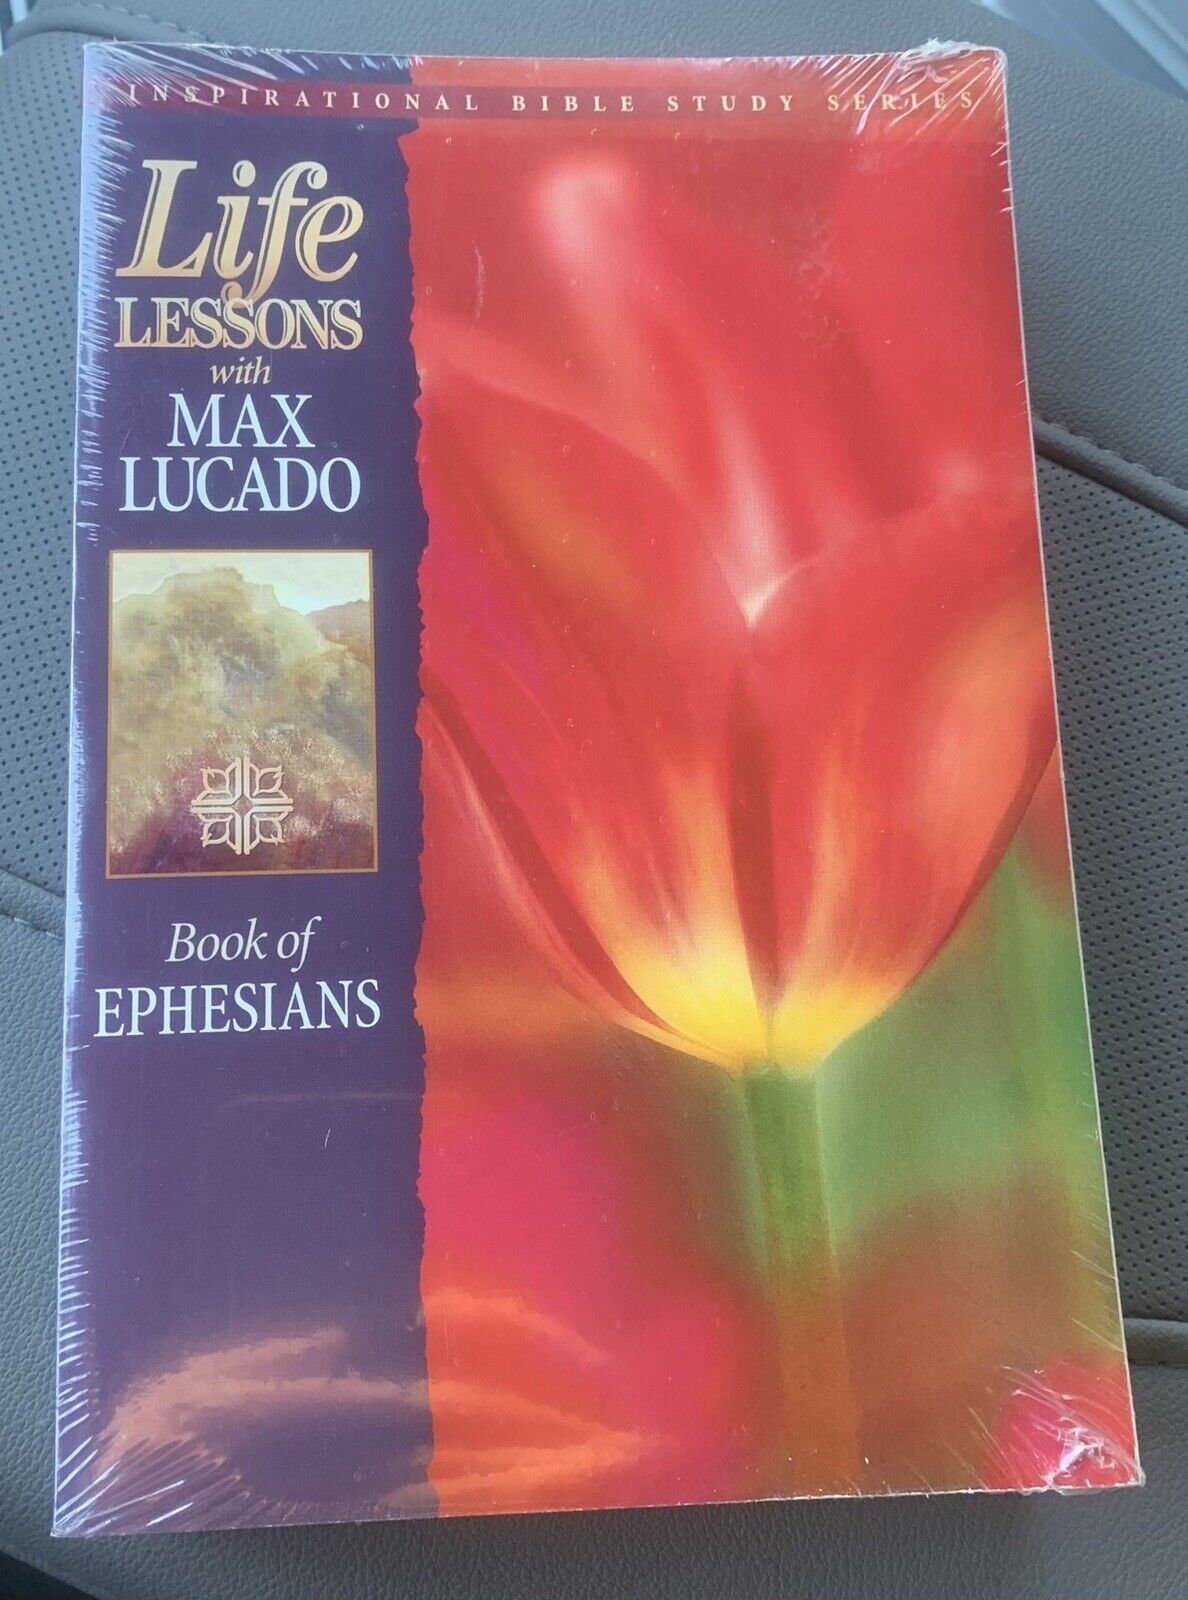 INSPIRATIONAL BIBLE STUDY SERIES
Life
LESSONS
with
MAX
LUCADO
Book of
EPHESIANS